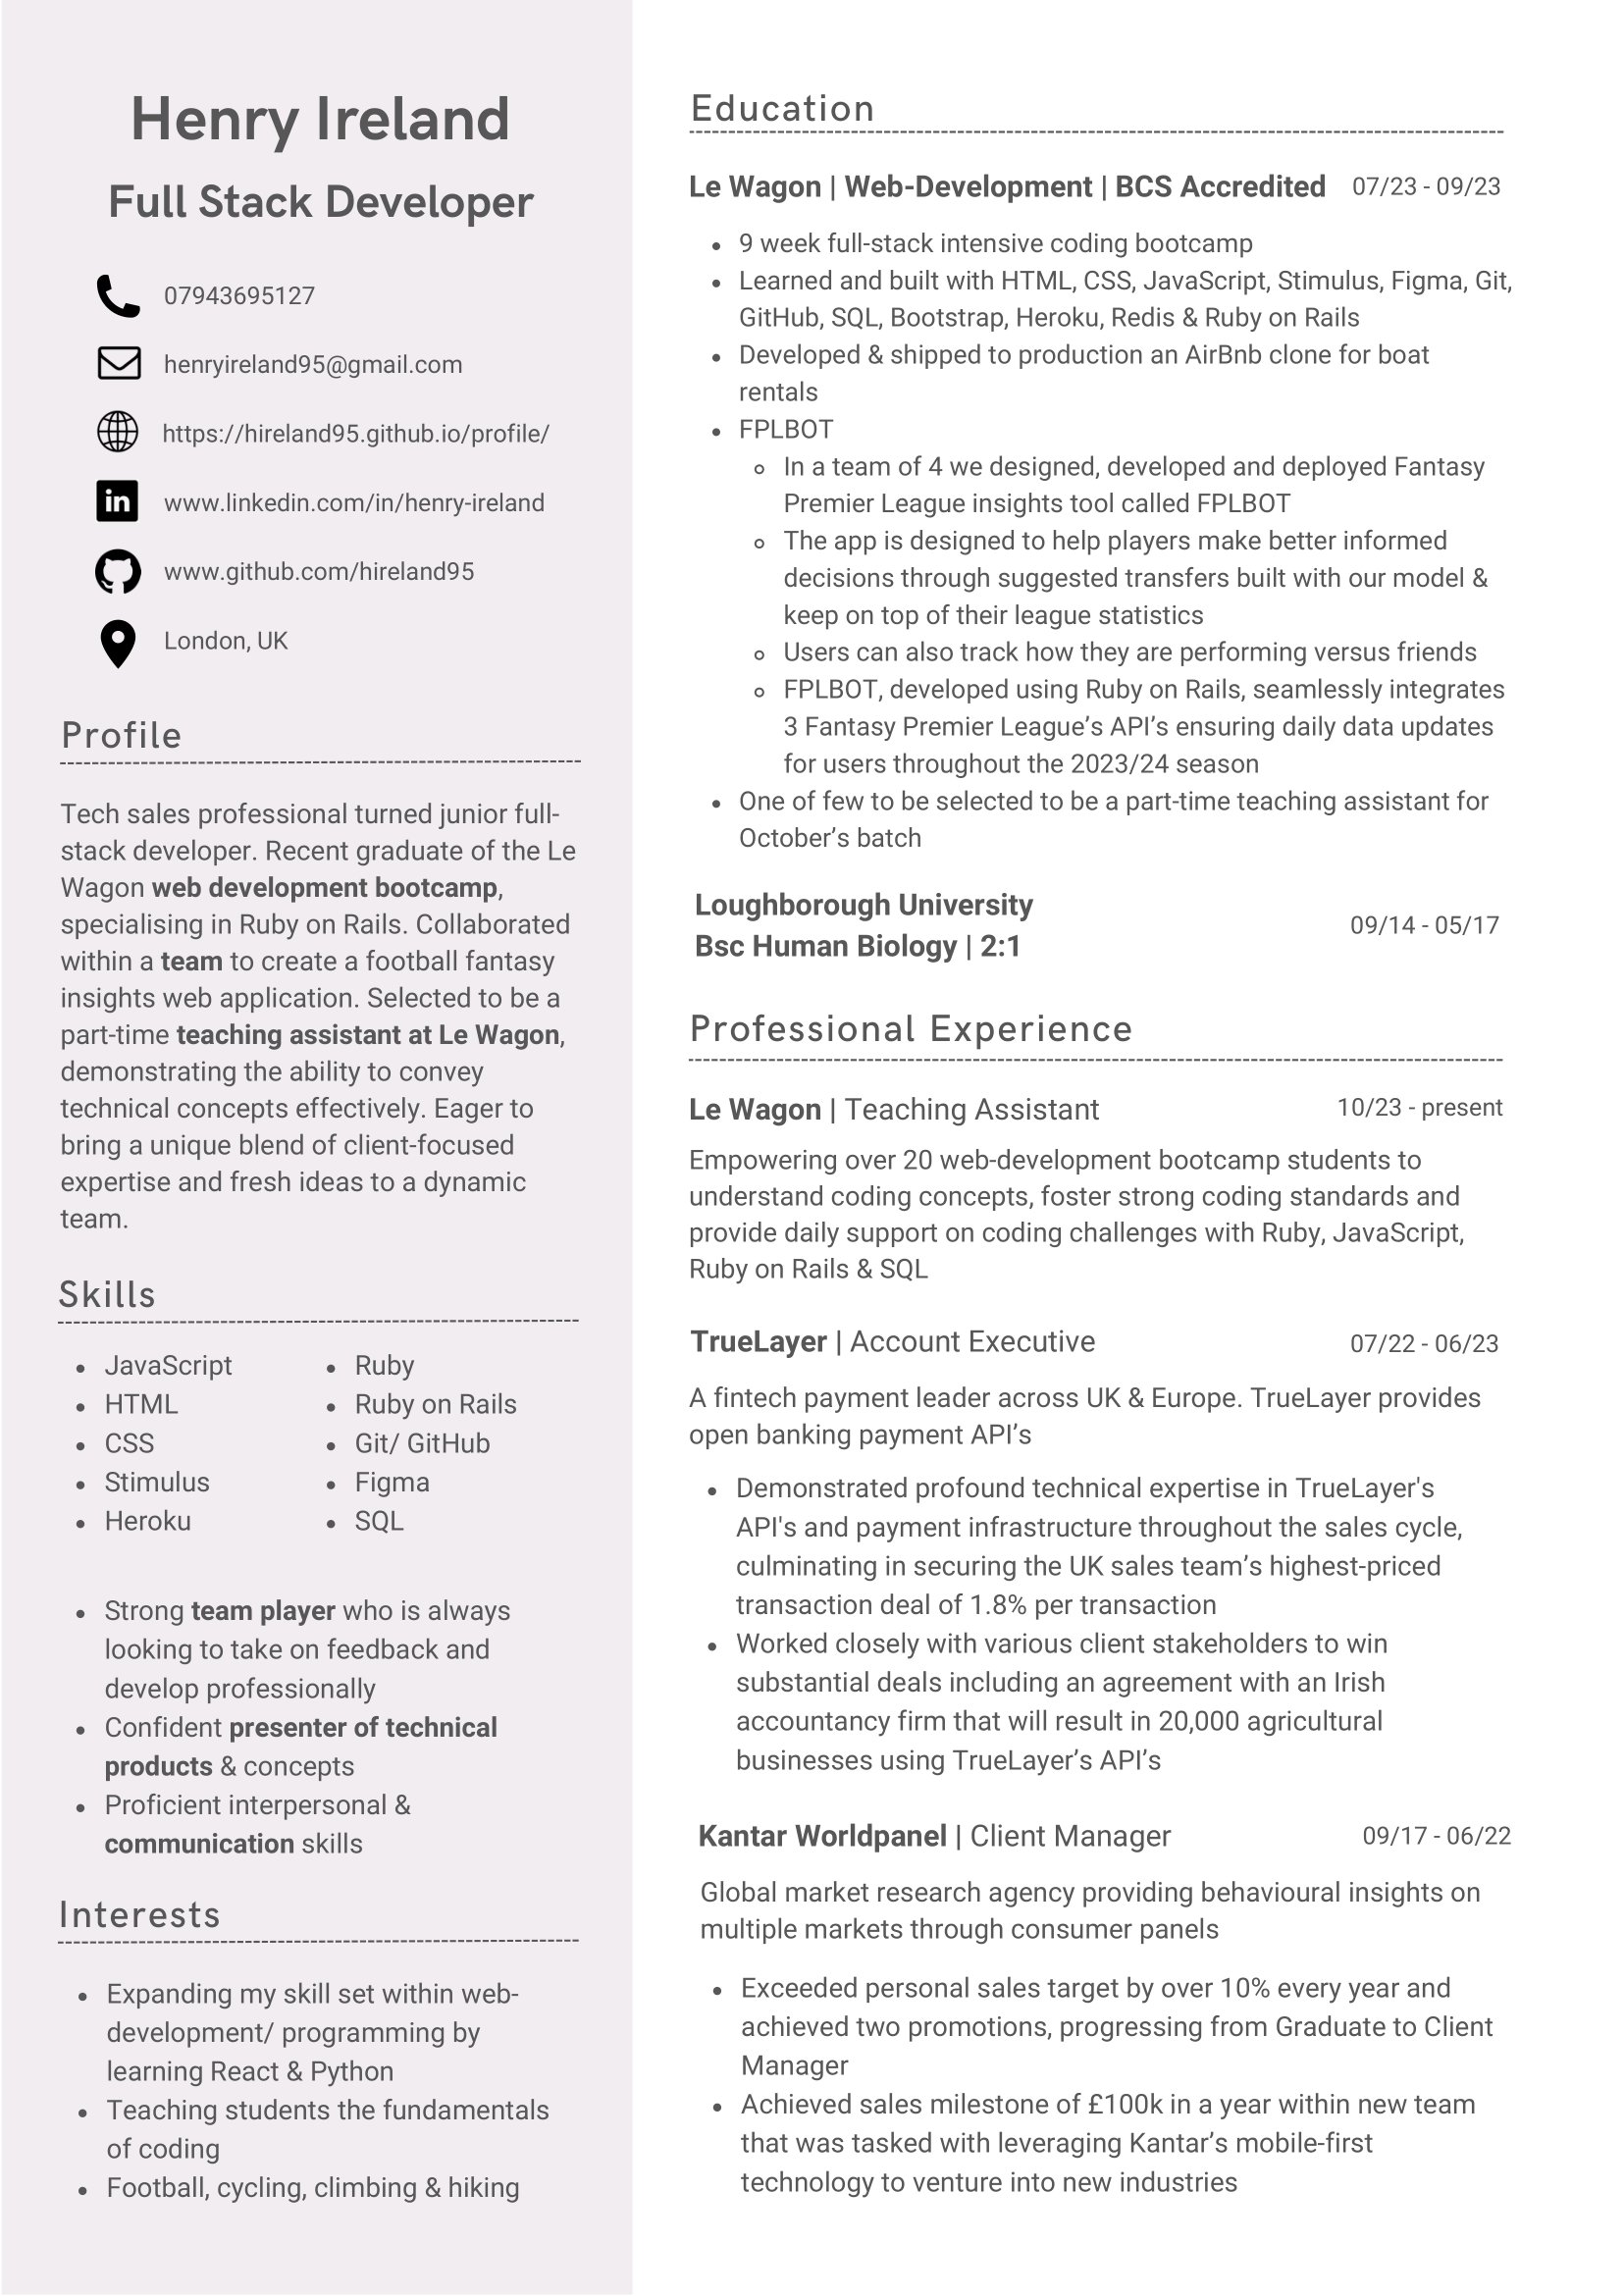 Henry Ireland
Full Stack Developer
07943695127
henryireland95@gmail.com
https://hireland95.github.io/profile/
www.linkedin.com/in/henry-ireland
www.github.com/hireland95
London, UK
Profile
Tech sales professional turned junior full-
stack developer. Recent graduate of the Le
Wagon web development bootcamp,
specialising in Ruby on Rails. Collaborated
within a team to create a football fantasy
insights web application. Selected to be a
part-time teaching assistant at Le Wagon,
demonstrating the ability to convey
technical concepts effectively. Eager to
bring a unique blend of client-focused
expertise and fresh ideas to a dynamic
team.
Skills
• JavaScript
• HTML
• CSS
• Stimulus
• Heroku
• Ruby
• Ruby on Rails
• Git/ GitHub
• Figma
• SQL
• Strong team player who is always
looking to take on feedback and
develop professionally
• Confident presenter of technical
products & concepts
• Proficient interpersonal &
communication skills
Interests
• Expanding my skill set within web-
development/ programming by
learning React & Python
• Teaching students the fundamentals
of coding
• Football, cycling, climbing & hiking
Education
Le Wagon | Web-Development | BCS Accredited 07/23 - 09/23
• 9 week full-stack intensive coding bootcamp
• Learned and built with HTML, CSS, JavaScript, Stimulus, Figma, Git,
GitHub, SQL, Bootstrap, Heroku, Redis & Ruby on Rails
• Developed & shipped to production an AirBnb clone for boat
rentals
• FPLBOT
◦ In a team of 4 we designed, developed and deployed Fantasy
Premier League insights tool called FPLBOT
◦ The app is designed to help players make better informed
decisions through suggested transfers built with our model &
keep on top of their league statistics
◦ Users can also track how they are performing versus friends
◦ FPLBOT, developed using Ruby on Rails, seamlessly integrates
3 Fantasy Premier League’s API’s ensuring daily data updates
for users throughout the 2023/24 season
• One of few to be selected to be a part-time teaching assistant for
October’s batch
Loughborough University
Bsc Human Biology | 2:1
09/14 - 05/17
Professional Experience
Le Wagon | Teaching Assistant 10/23 - present
Empowering over 20 web-development bootcamp students to
understand coding concepts, foster strong coding standards and
provide daily support on coding challenges with Ruby, JavaScript,
Ruby on Rails & SQL
TrueLayer | Account Executive 07/22 - 06/23
A fintech payment leader across UK & Europe. TrueLayer provides
open banking payment API’s
• Demonstrated profound technical expertise in TrueLayer's
API's and payment infrastructure throughout the sales cycle,
culminating in securing the UK sales team’s highest-priced
transaction deal of 1.8% per transaction
• Worked closely with various client stakeholders to win
substantial deals including an agreement with an Irish
accountancy firm that will result in 20,000 agricultural
businesses using TrueLayer’s API’s
Kantar Worldpanel | Client Manager 09/17 - 06/22
Global market research agency providing behavioural insights on
multiple markets through consumer panels
• Exceeded personal sales target by over 10% every year and
achieved two promotions, progressing from Graduate to Client
Manager
• Achieved sales milestone of £100k in a year within new team
that was tasked with leveraging Kantar’s mobile-first
technology to venture into new industries